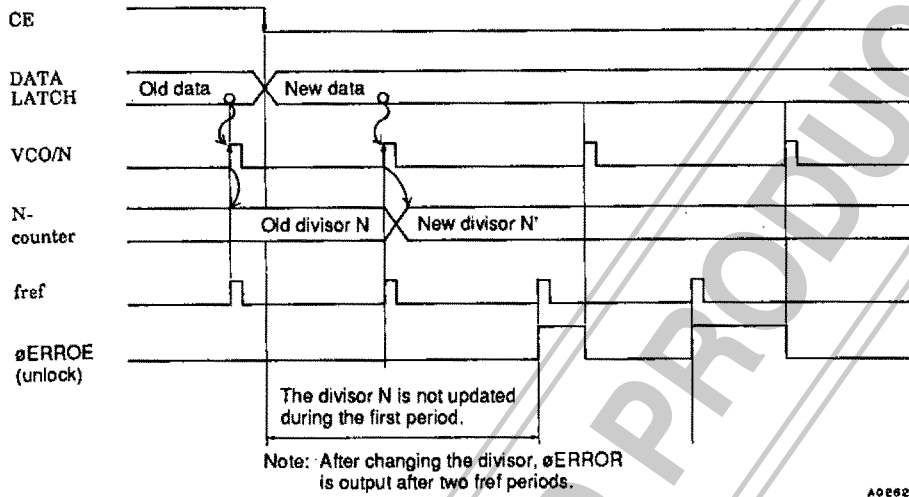 CE
DATA
LATCH
Old data
New data
VCO/N
N-
counter
Old divisor N
New divisor N'
fref
øERROE
(unlock)
The divisor N is not updated
during the first period.
Note: After changing the divisor, øERROR
is output after two fref periods.
A0262